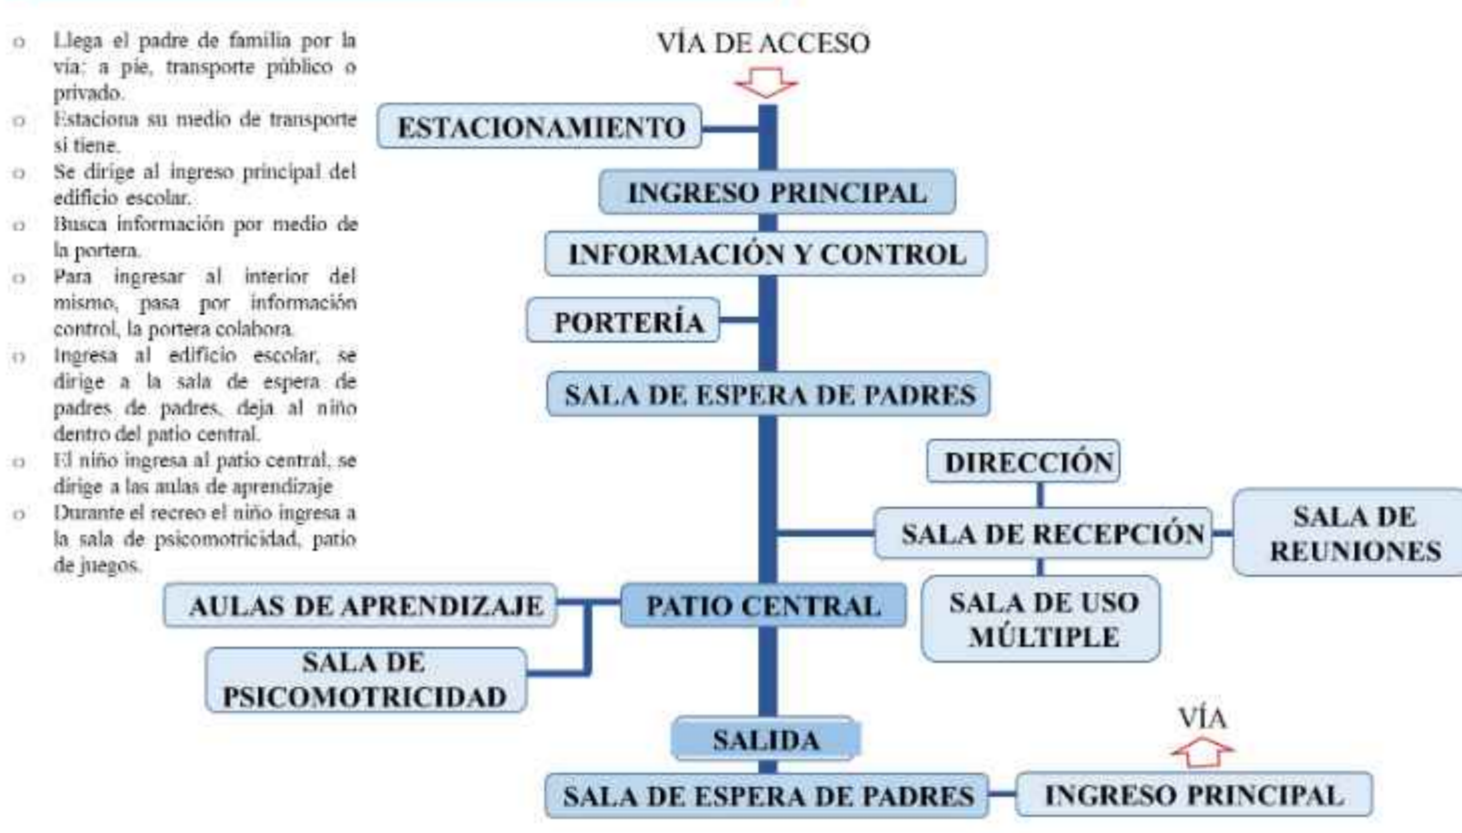 o Llega el padre de familia por la
vía: a pie, transporte público o
privado.
o Estaciona su medio de transporte
si tiene.
o Se dirige al ingreso principal del
edificio escolar.
o Busca información por medio de
la portera.
o Para ingresar al interior del
mismo, pasa por información
control, la portera colabora.
o Ingresa al edificio escolar, se
dirige a la sala de espera de
padres de padres, deja al niño
dentro del patio central.
o El niño ingresa al patio central, se
dirige a las aulas de aprendizaje
o Durante el recreo el niño ingresa a
la sala de psicomotricidad, patio
de juegos.
VÍA DE ACCESO
ESTACIONAMIENTO
INGRESO PRINCIPAL
INFORMACIÓN Y CONTROL
PORTERÍA
SALA DE ESPERA DE PADRES
DIRECCIÓN
SALA DE RECEPCIÓN
SALA DE
REUNIONES
SALA DE USO
MÚLTIPLE
PATIO CENTRAL
AULAS DE APRENDIZAJE
SALA DE
PSICOMOTRICIDAD
SALIDA
SALA DE ESPERA DE PADRES
INGRESO PRINCIPAL
VÍA